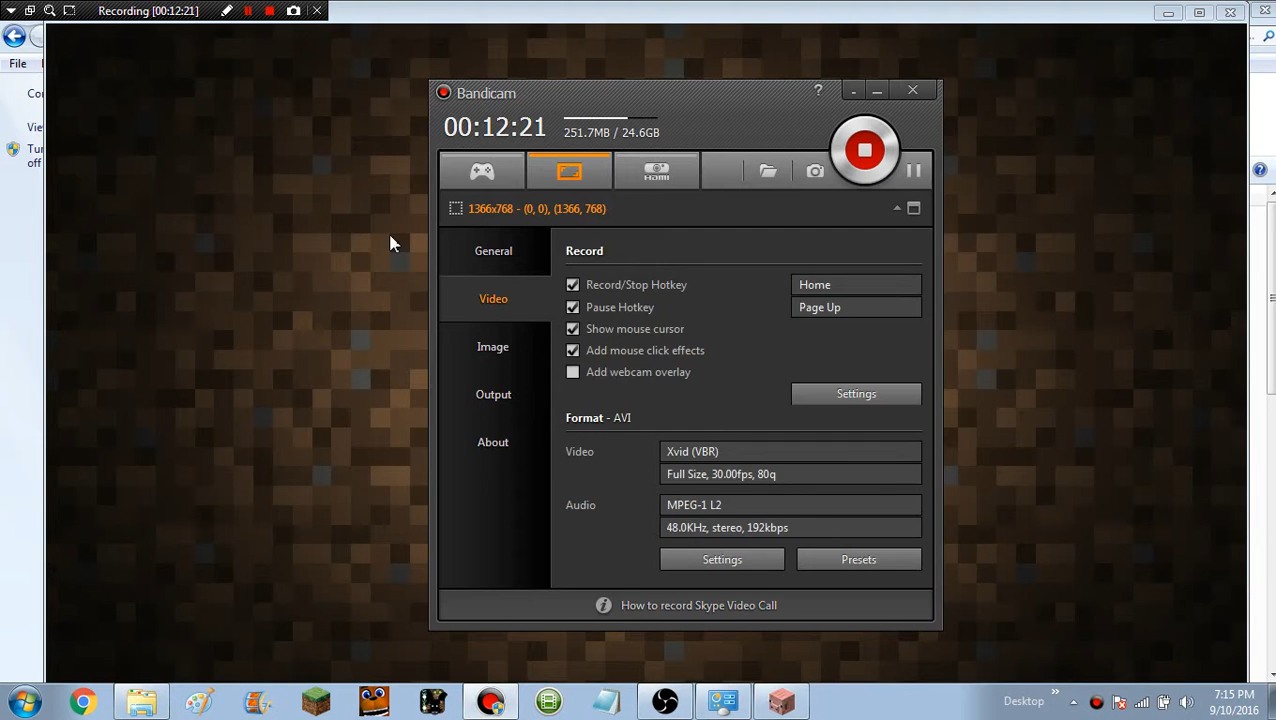 Recording [00:12:21]
File
Bandicam
?
00:12:21
251.7MB / 24.6GB
HDMI
1366x768 - (0, 0), (1366, 768)
General
Video
Image
Output
About
Record
Record/Stop Hotkey
Home
Pause Hotkey
Page Up
Show mouse cursor
Add mouse click effects
Add webcam overlay
Settings
Format - AVI
Video
Xvid (VBR)
Full Size, 30.00fps, 80q
Audio
MPEG-1 L2
48.0KHz, stereo, 192kbps
Settings
Presets
How to record Skype Video Call
Desktop
7:15 PM
9/10/2016